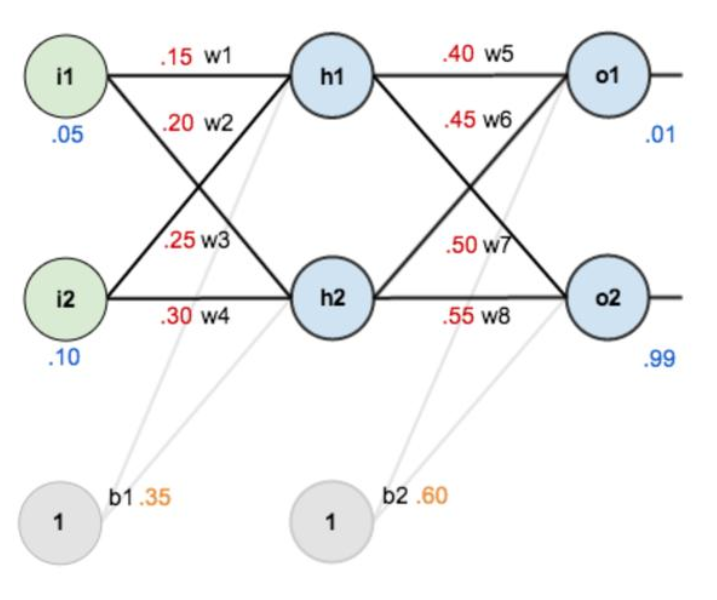 .15 w1
.40 w5
i1
h1
o1
.20 w2
.45 w6
.05
.01
.25 w3
.50 w7
i2
h2
o2
.30 w4
.55 w8
.10
.99
b1 .35
b2 .60
1
1